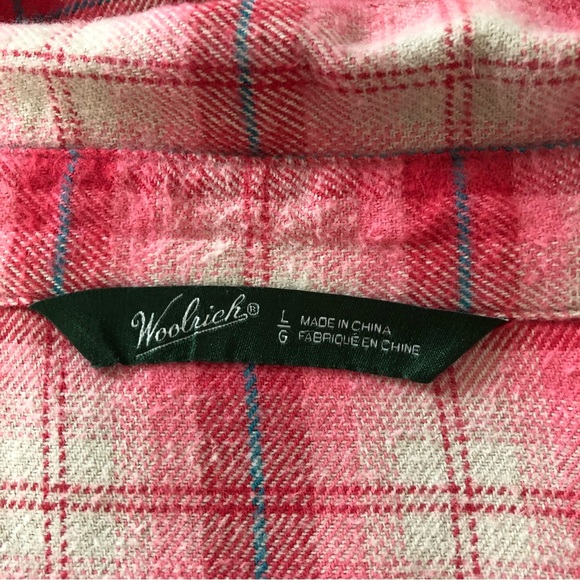 Woolrich®
L
G
MADE IN CHINA
FABRIQUÉ EN CHINE